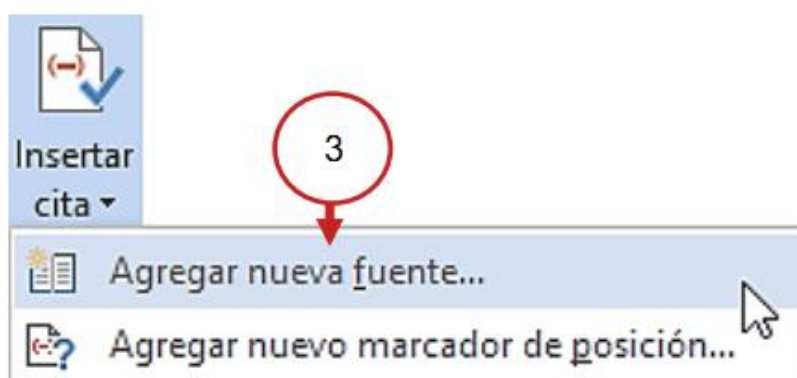 Insertar
cita
3
Agregar nueva fuente...
Agregar nuevo marcador de posición...